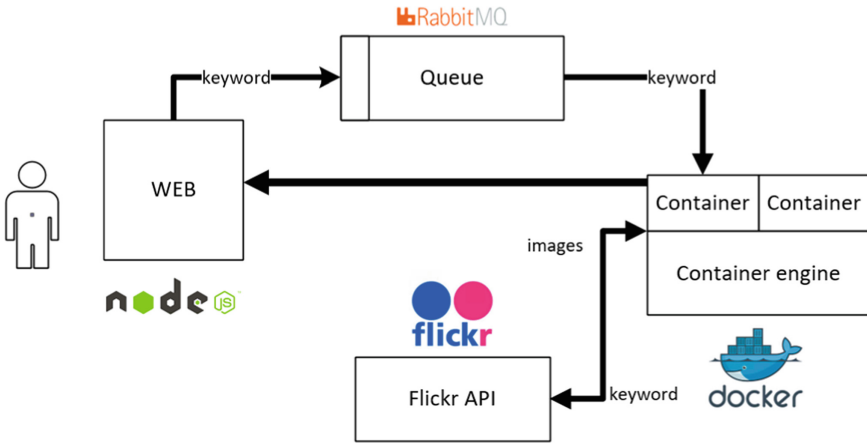 RabbitMQ
keyword
Queue
keyword
WEB
Container
Container
images
Container engine
node
JS
flickr
docker
Flickr API
keyword